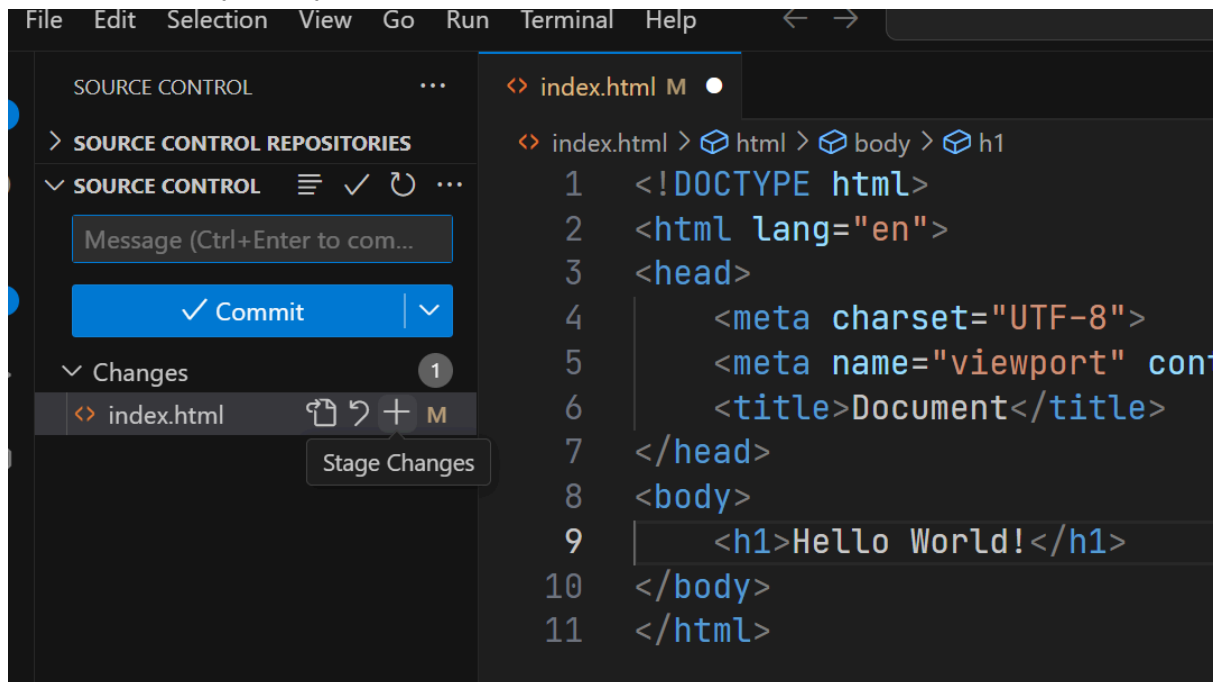 File Edit Selection View Go Run Terminal Help
SOURCE CONTROL
SOURCE CONTROL REPOSITORIES
SOURCE CONTROL
Message (Ctrl+Enter to com...
Commit
Changes 1
index.html M
Stage Changes
index.html M
index.html > html > body > h1
1 <!DOCTYPE html>
2 <html lang="en">
3 <head>
4 <meta charset="UTF-8">
5 <meta name="viewport" con
6 <title>Document</title>
7 </head>
8 <body>
9 <h1>Hello World!</h1>
10 </body>
11 </html>